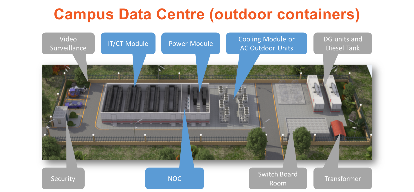 Campus Data Centre (outdoor containers)
Video
Surveillance
IT/CT Module
Power Module
Cooling Module or
AC Outdoor Units
DG units and
Diesel Tank
Security
NOC
Switch Board
Room
Transformer